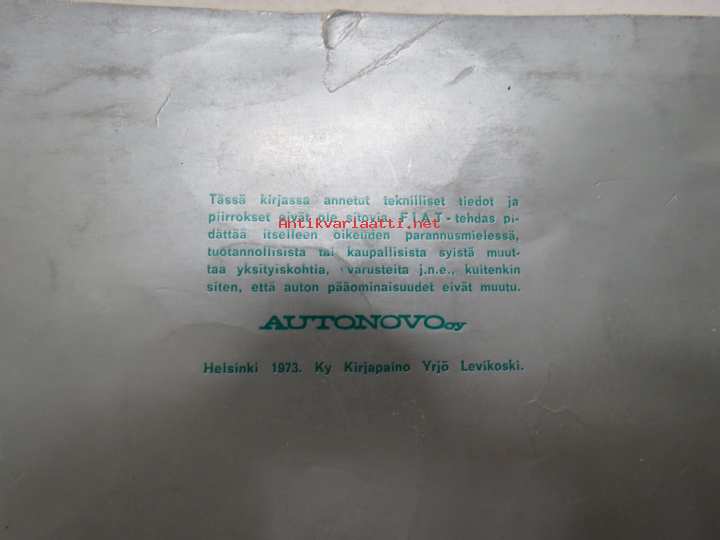 Tässä kirjassa annetut teknilliset tiedot ja
piirrokset eivät ole sitovia. FIAT-tehdas pi-
Antikvariaatti.net
dättää itselleen oikeuden parannusmielessä,
tuotannollisista tai kaupallisista syistä muut-
taa yksityiskohtia, varusteita j.n.e., kuitenkin
siten, että auton pääominaisuudet eivät muutu.
AUTONOVO oy
Helsinki 1973. Ky Kirjapaino Yrjö Levikoski.